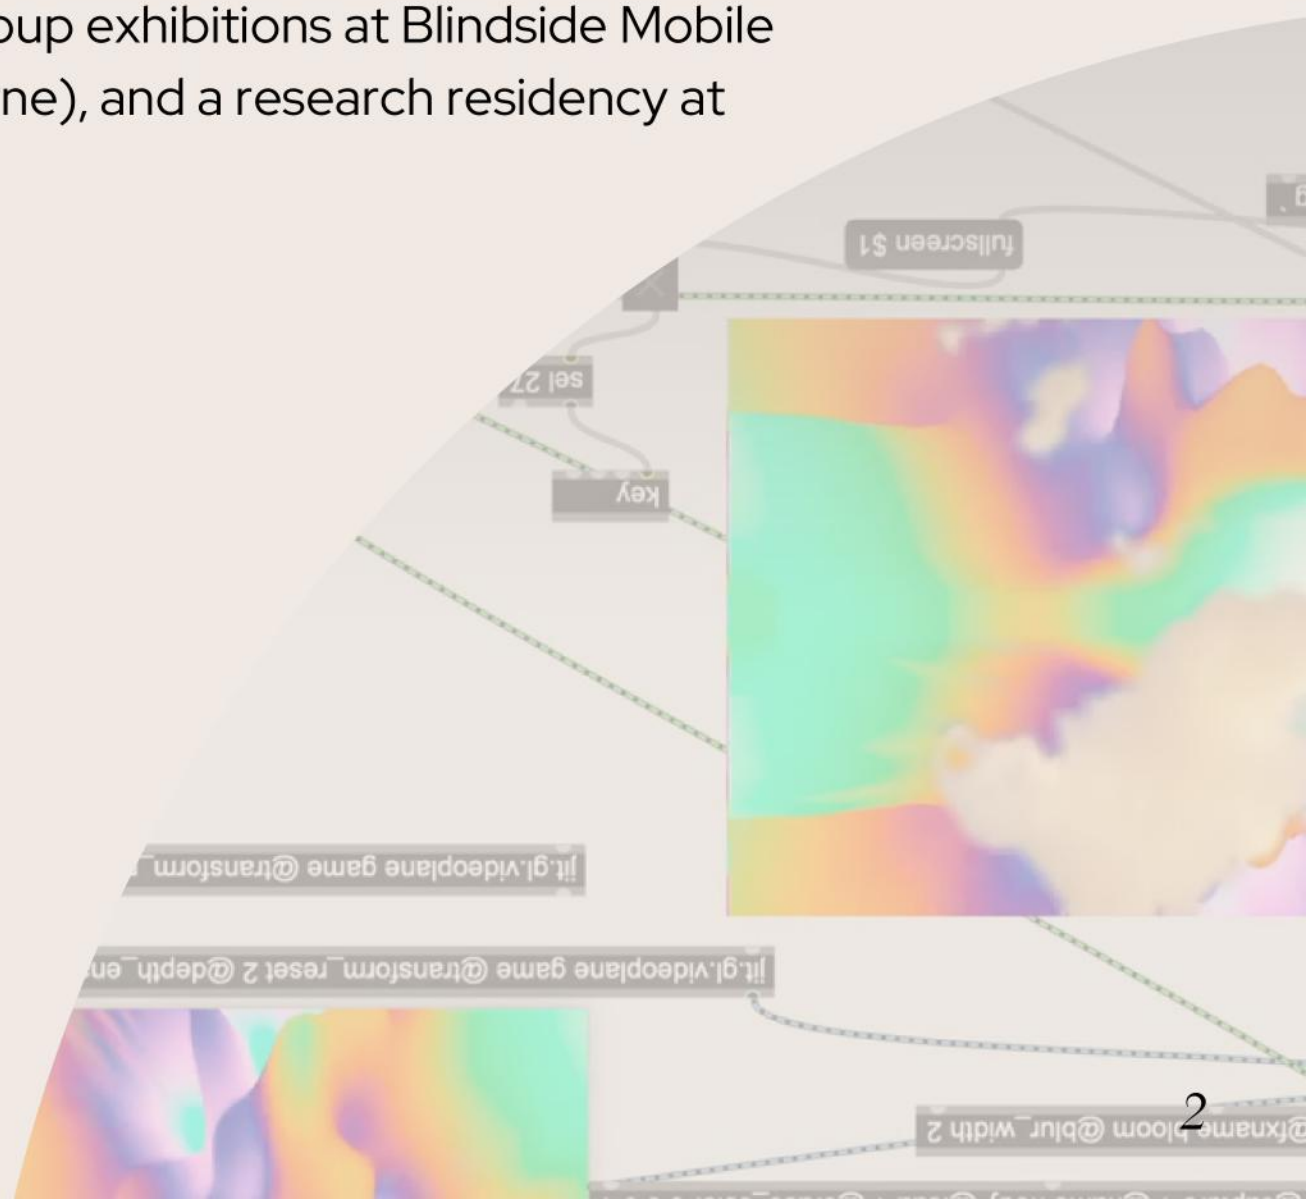 oup exhibitions at Blindside Mobile
ne), and a research residency at
fullscreen $1
sel 27
key
jit.gl.videoplane game @transform_
jit.gl.videoplane game @transform_reset 2 @depth_en
2
@fxname bloom @blur_width 2